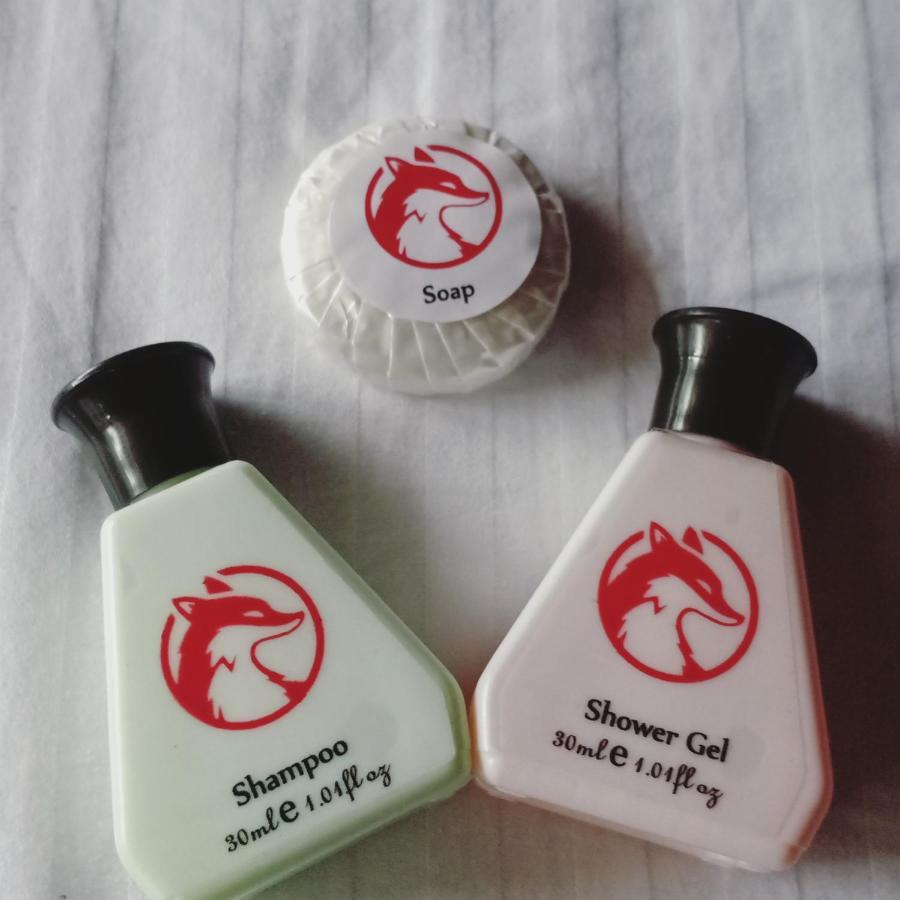 Soap
Shampoo
30ml e 1.01fl oz
Shower Gel
30ml e 1.01fl oz